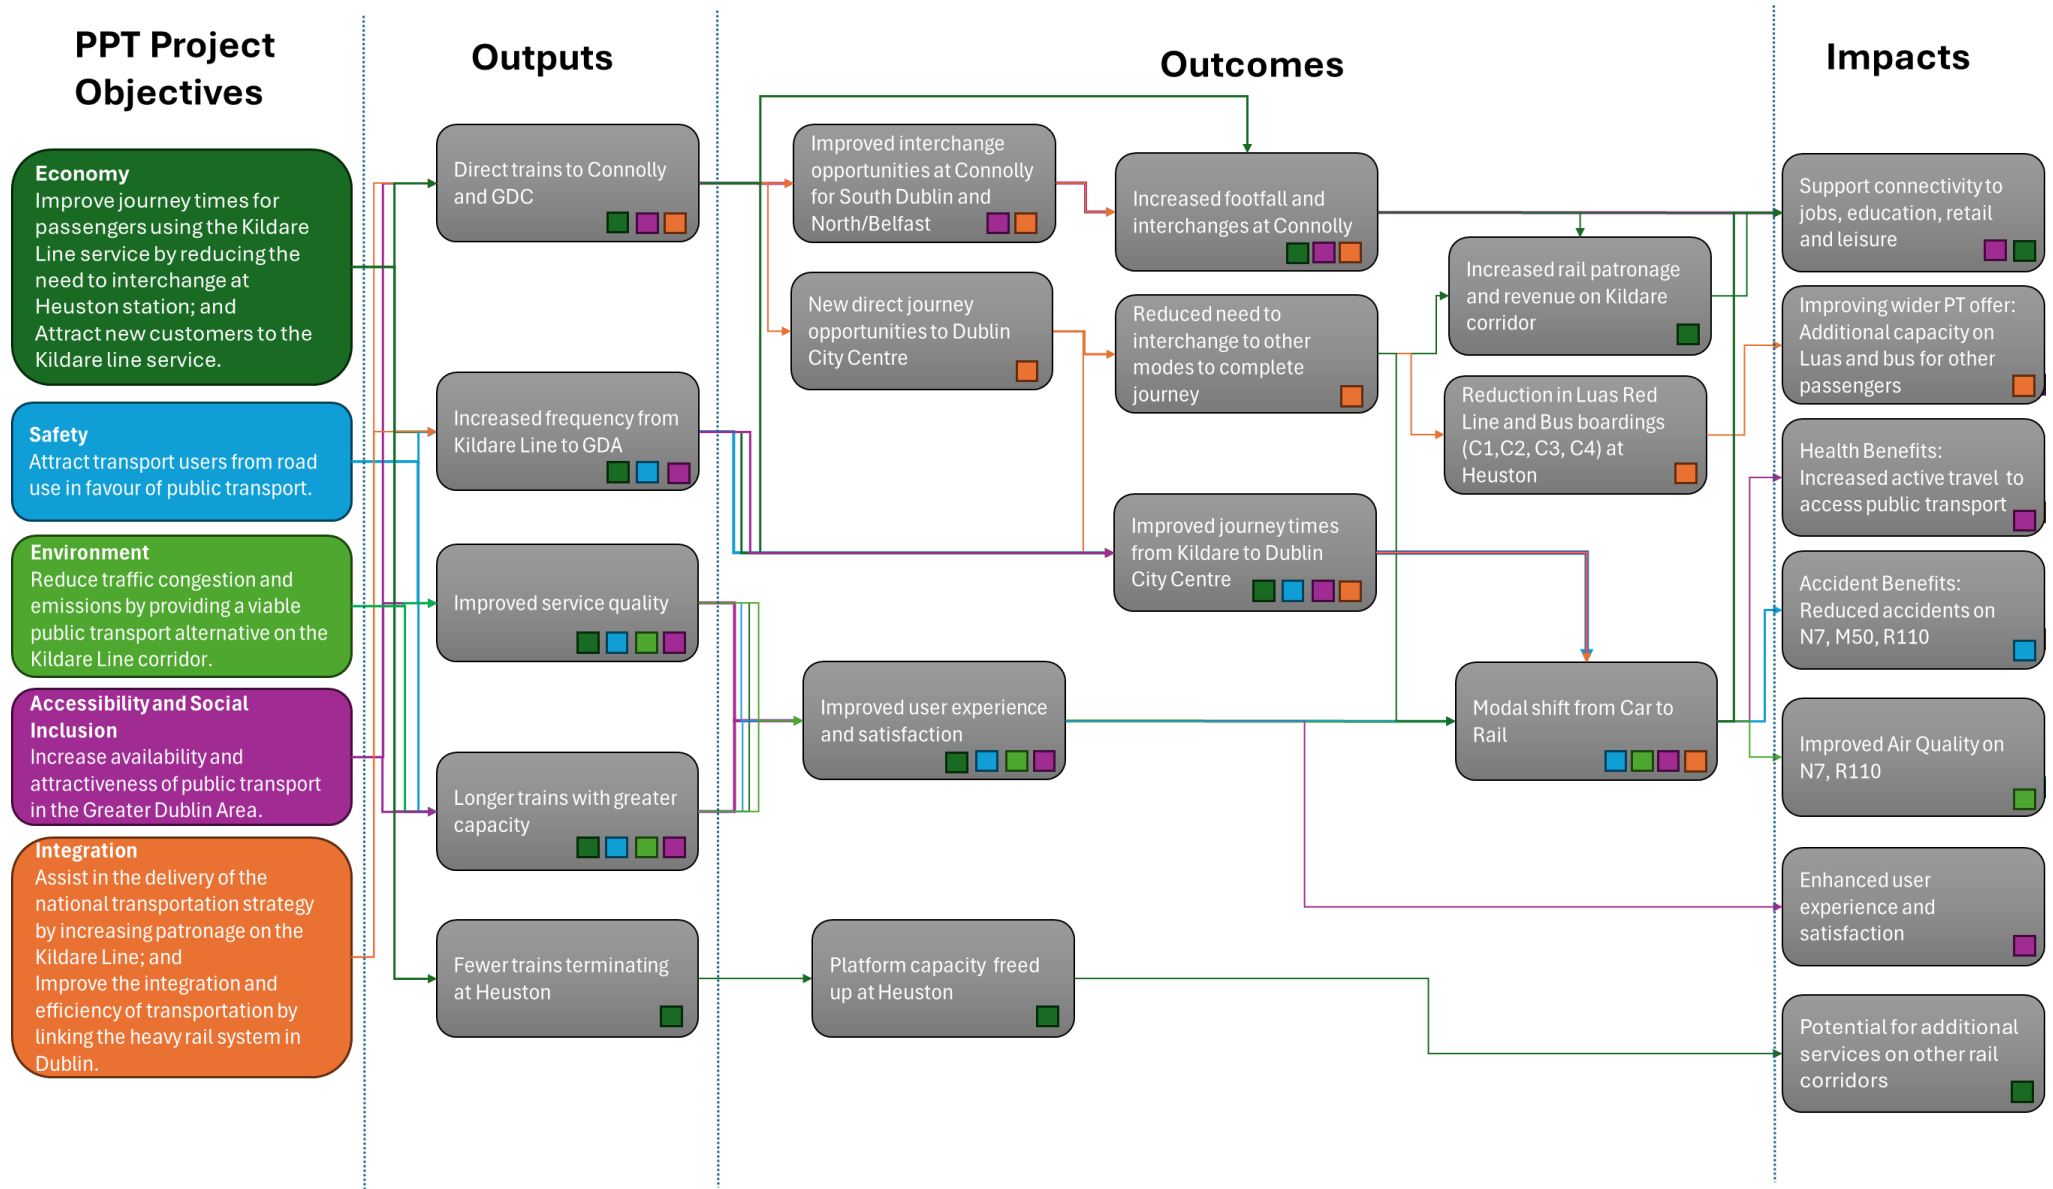 PPT Project
Objectives
Outputs
Outcomes
Impacts
Economy
Improve journey times for
passengers using the Kildare
Line service by reducing the
need to interchange at
Heuston station; and
Attract new customers to the
Kildare line service.
Safety
Attract transport users from road
use in favour of public transport.
Environment
Reduce traffic congestion and
emissions by providing a viable
public transport alternative on the
Kildare Line corridor.
Accessibility and Social
Inclusion
Increase availability and
attractiveness of public transport
in the Greater Dublin Area.
Integration
Assist in the delivery of the
national transportation strategy
by increasing patronage on the
Kildare Line; and
Improve the integration and
efficiency of transportation by
linking the heavy rail system in
Dublin.
Direct trains to Connolly
and GDC
Increased frequency from
Kildare Line to GDA
Improved service quality
Longer trains with greater
capacity
Fewer trains terminating
at Heuston
Improved interchange
opportunities at Connolly
for South Dublin and
North/Belfast
New direct journey
opportunities to Dublin
City Centre
Improved user experience
and satisfaction
Platform capacity freed
up at Heuston
Increased footfall and
interchanges at Connolly
Reduced need to
interchange to other
modes to complete
journey
Improved journey times
from Kildare to Dublin
City Centre
Increased rail patronage
and revenue on Kildare
corridor
Reduction in Luas Red
Line and Bus boardings
(C1,C2, C3, C4) at
Heuston
Modal shift from Car to
Rail
Support connectivity to
jobs, education, retail
and leisure
Improving wider PT offer:
Additional capacity on
Luas and bus for other
passengers
Health Benefits:
Increased active travel to
access public transport
Accident Benefits:
Reduced accidents on
N7, M50, R110
Improved Air Quality on
N7, R110
Enhanced user
experience and
satisfaction
Potential for additional
services on other rail
corridors